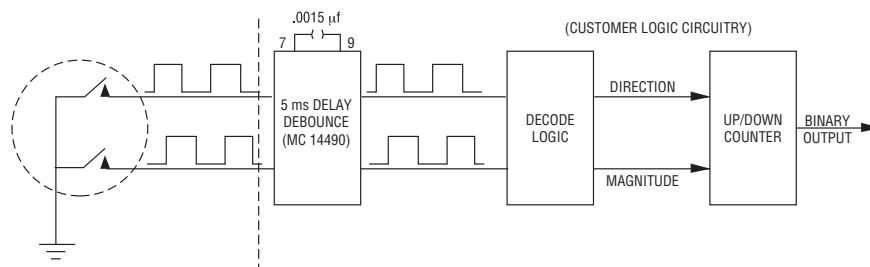 .0015 µf
7 9
(CUSTOMER LOGIC CIRCUITRY)
5 ms DELAY
DEBOUNCE
(MC 14490)
DECODE
LOGIC
DIRECTION
MAGNITUDE
UP/DOWN
COUNTER
BINARY
OUTPUT